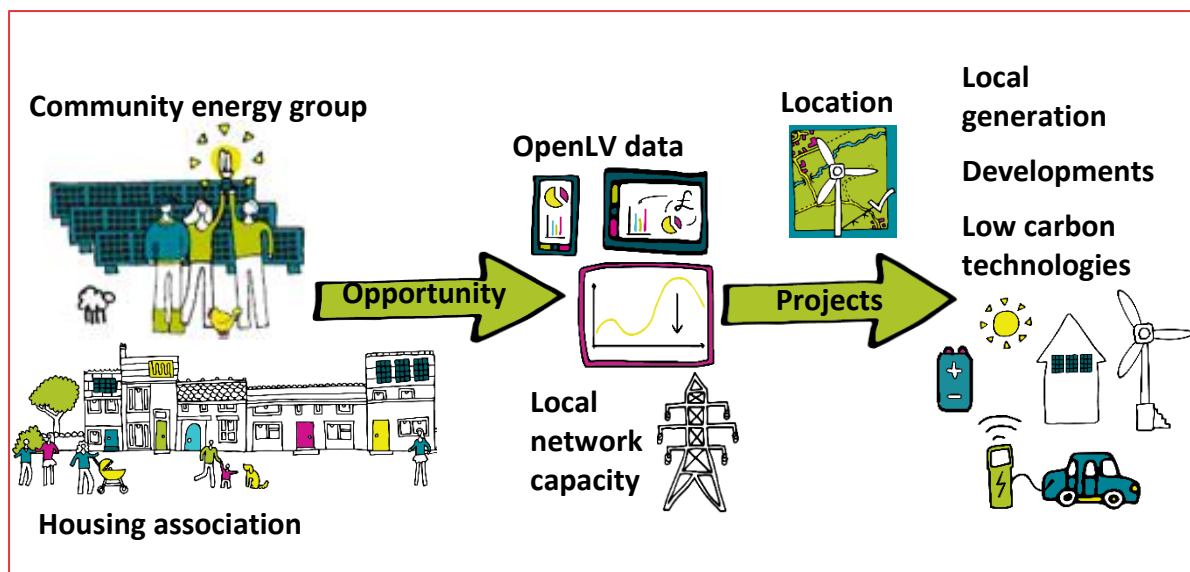 Community energy group
Housing association
Opportunity
OpenLV data
£
Local
network
capacity
Projects
Location
Local
generation
Developments
Low carbon
technologies
+
-